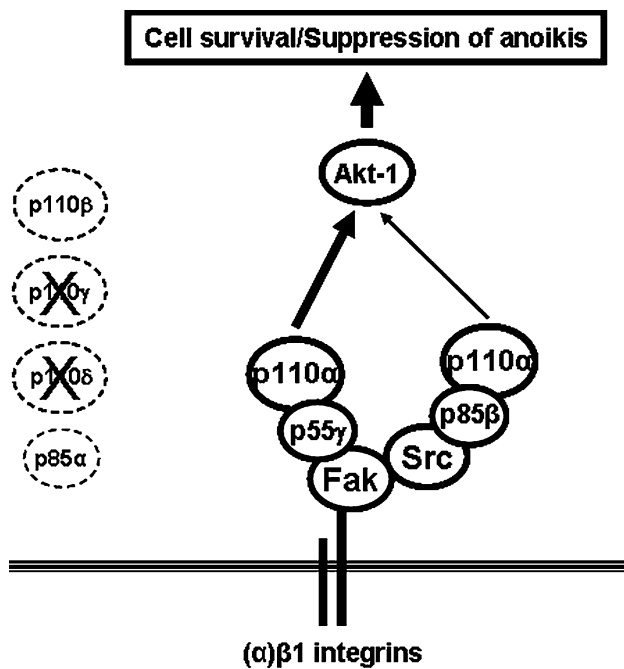 Cell survival/Suppression of anoikis
Akt-1
p110β
p110γ
p110δ
p85α
p110α
p55γ
Fak
Src
p85β
p110α
(α)β1 integrins